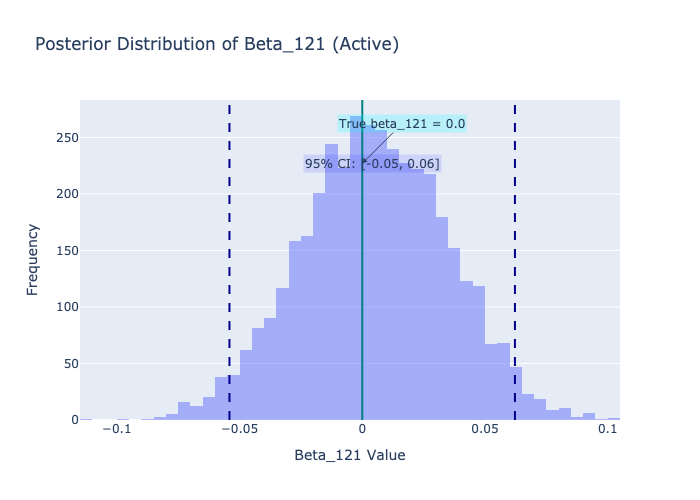 Posterior Distribution of Beta_121 (Active)
True beta_121 = 0.0
95% CI: [-0.05, 0.06]
250
200
150
100
50
0
Frequency
−0.1
−0.05
0
0.05
0.1
Beta_121 Value